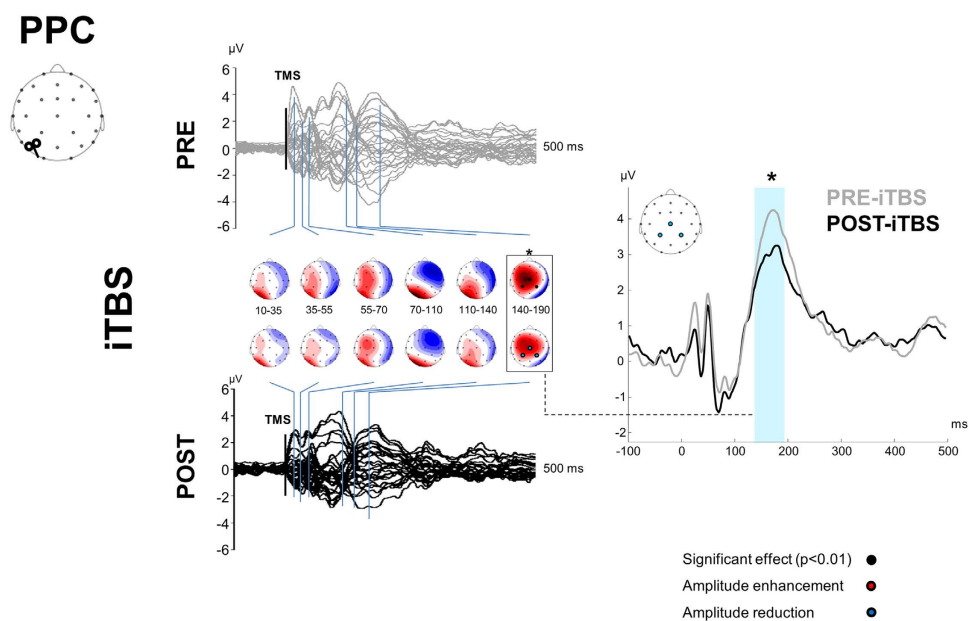 PPC
iTBS
PRE
µV
6
4
2
0
-2
-4
-6
TMS
500 ms
*
10-35
35-55
55-70
70-110
110-140
140-190
POST
µV
6
4
2
0
-2
-4
-6
TMS
500 ms
µV
*
PRE-iTBS
POST-iTBS
4
3
2
1
0
-1
-2
ms
-100
0
100
200
300
400
500
Significant effect (p<0.01)
Amplitude enhancement
Amplitude reduction